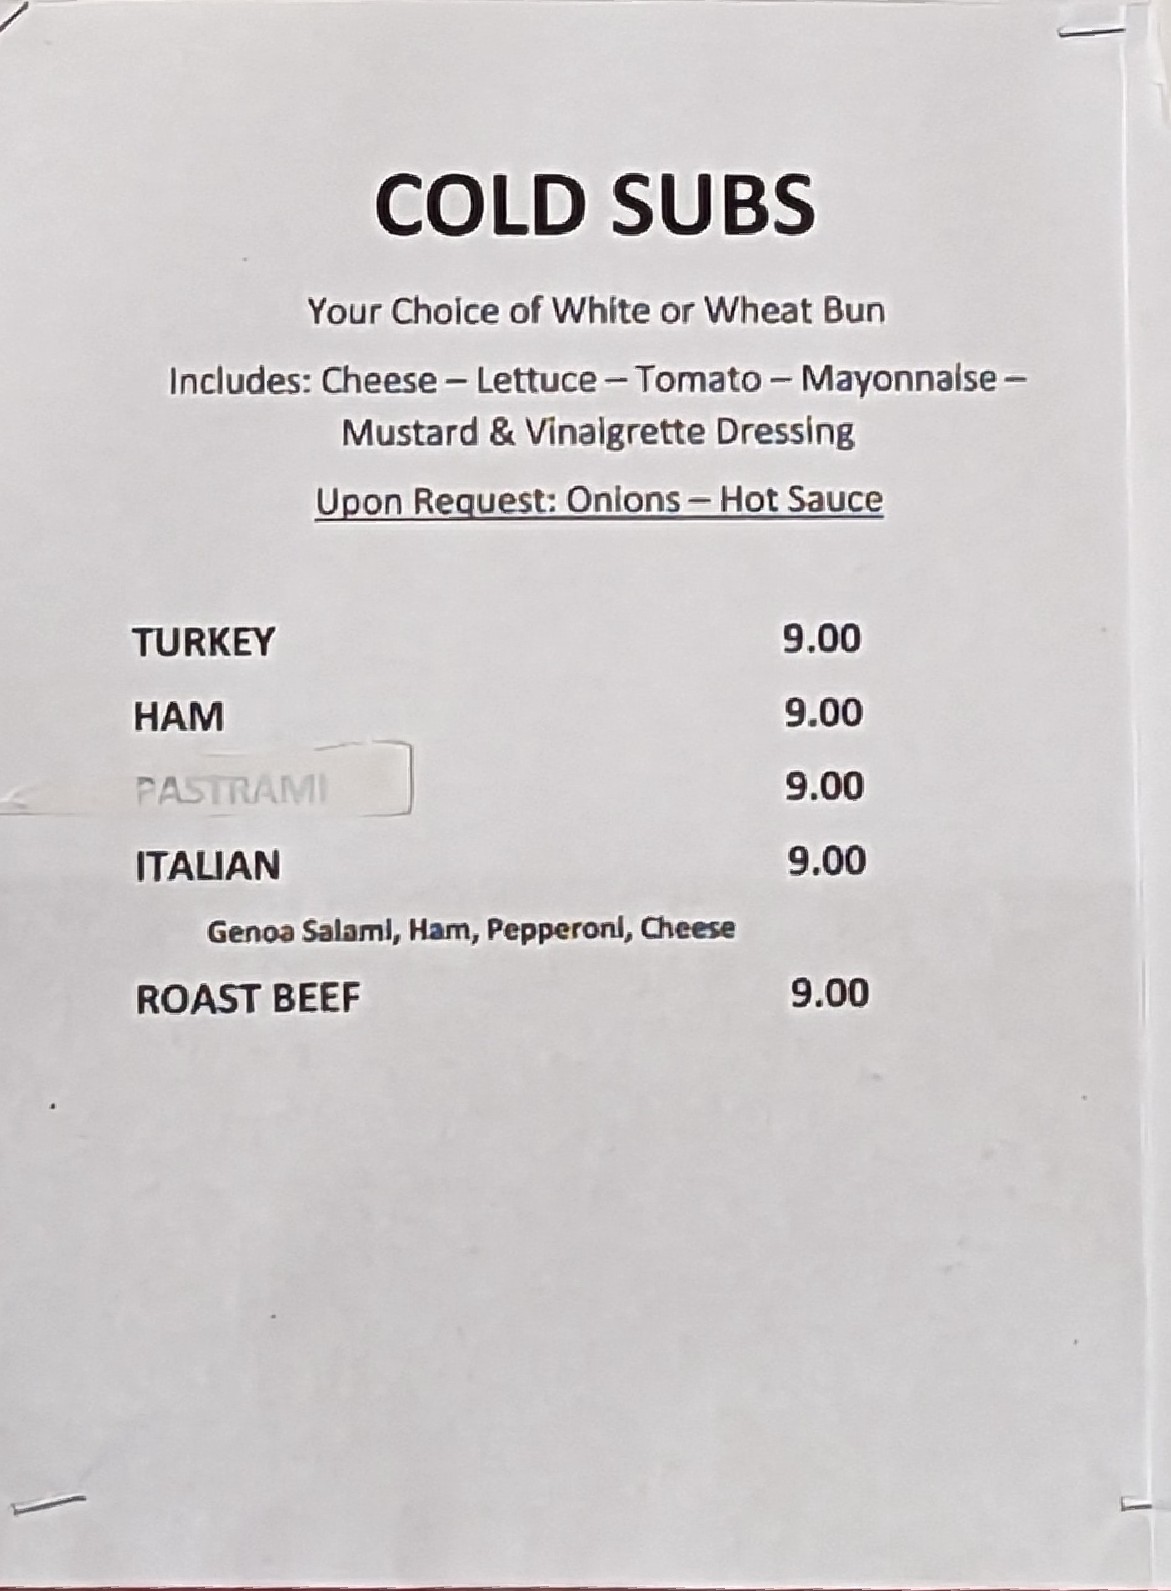 COLD SUBS
Your Choice of White or Wheat Bun
Includes: Cheese – Lettuce – Tomato – Mayonnaise –
Mustard & Vinaigrette Dressing
Upon Request: Onions – Hot Sauce
TURKEY 9.00
HAM 9.00
PASTRAMI 9.00
ITALIAN 9.00
Genoa Salami, Ham, Pepperoni, Cheese
ROAST BEEF 9.00